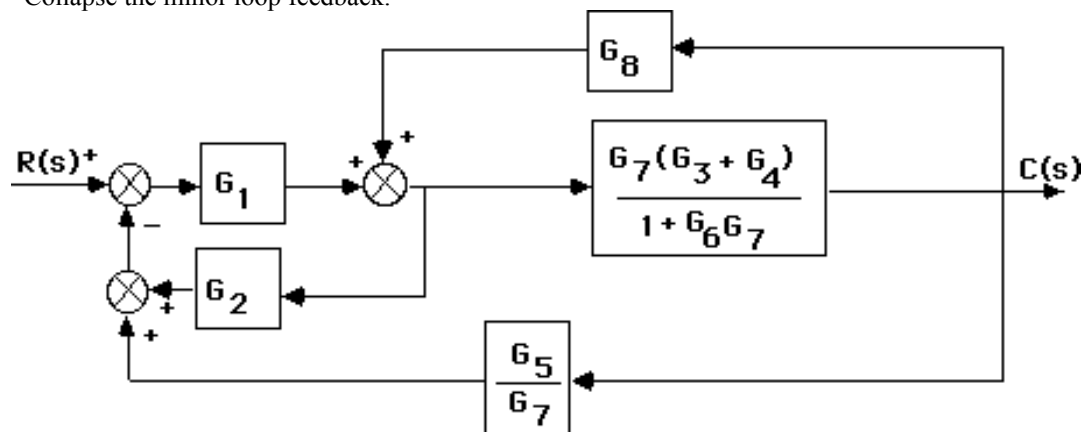 Collapse the minor loop feedback.
G8
R(s) +
G1
+
+
G7(G3 + G4)
1 + G6G7
C(s)
−
G2
+
+
G5
G7